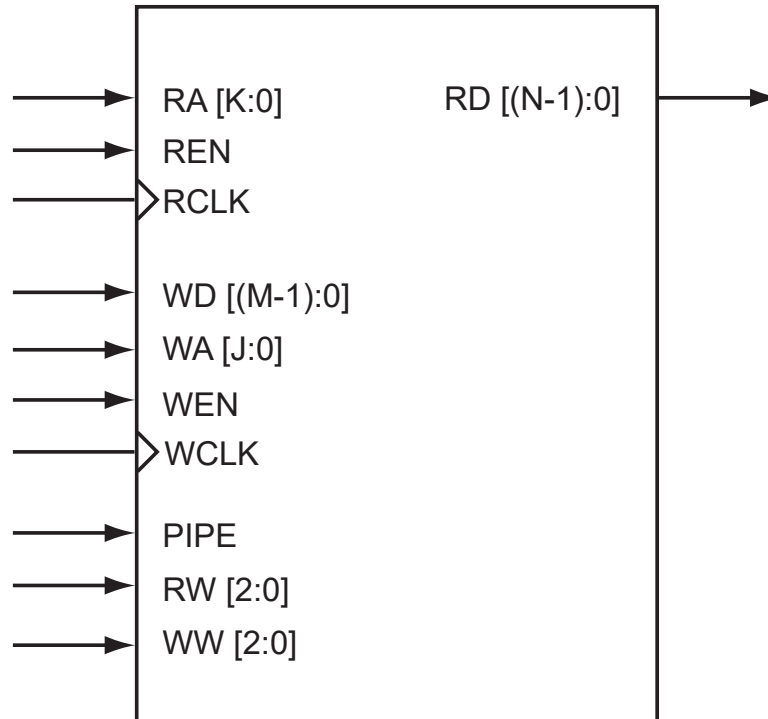 RA [K:0] RD [(N-1):0]
REN
RCLK
WD [(M-1):0]
WA [J:0]
WEN
WCLK
PIPE
RW [2:0]
WW [2:0]